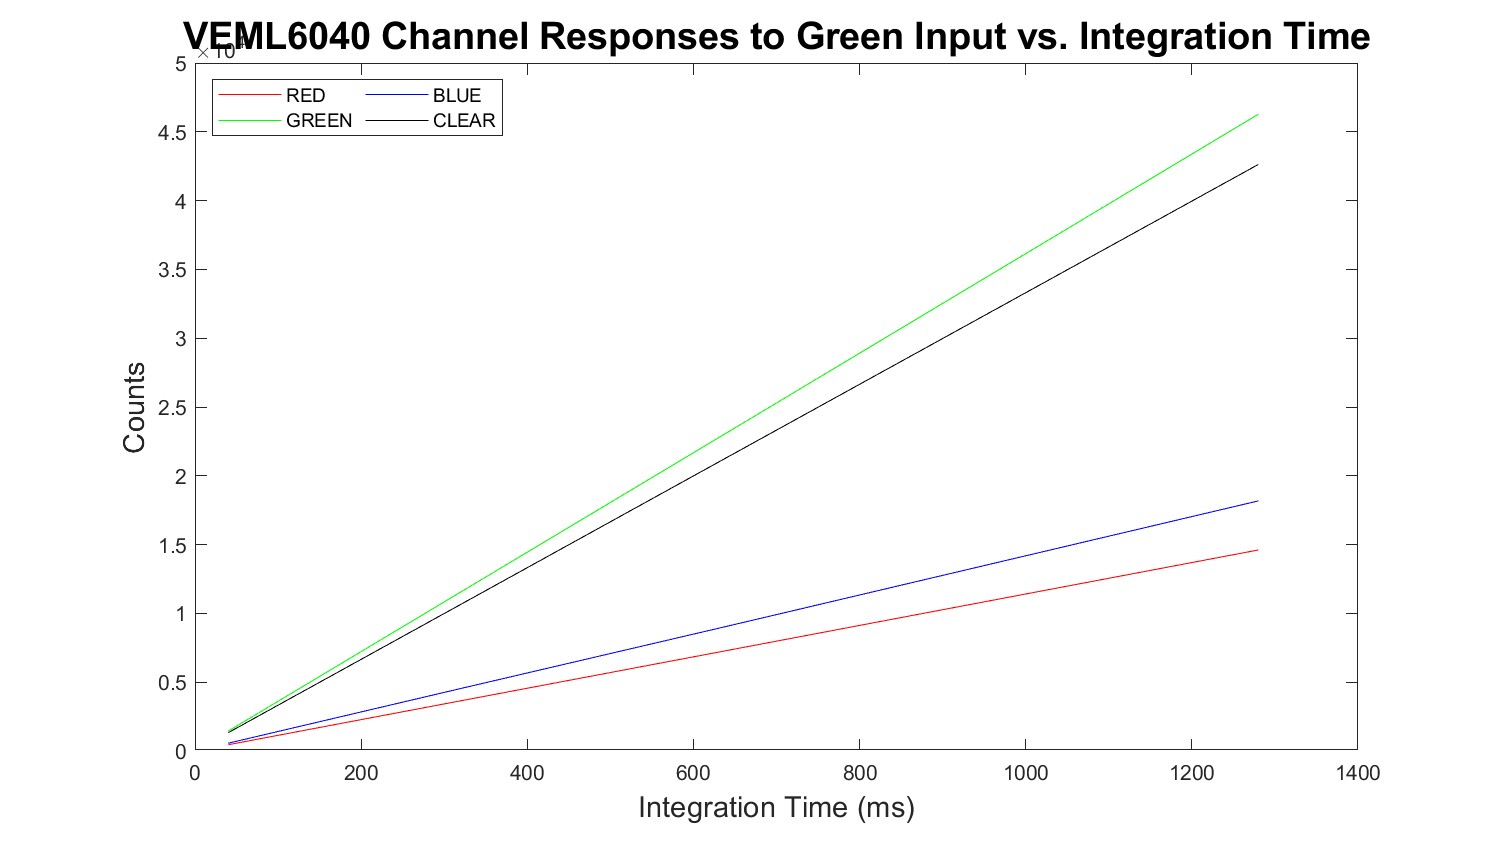 VEML6040 Channel Responses to Green Input vs. Integration Time
× 10⁴
5
RED BLUE
GREEN CLEAR
4.5
4
3.5
3
2.5
2
1.5
1
0.5
0
Counts
0 200 400 600 800 1000 1200 1400
Integration Time (ms)